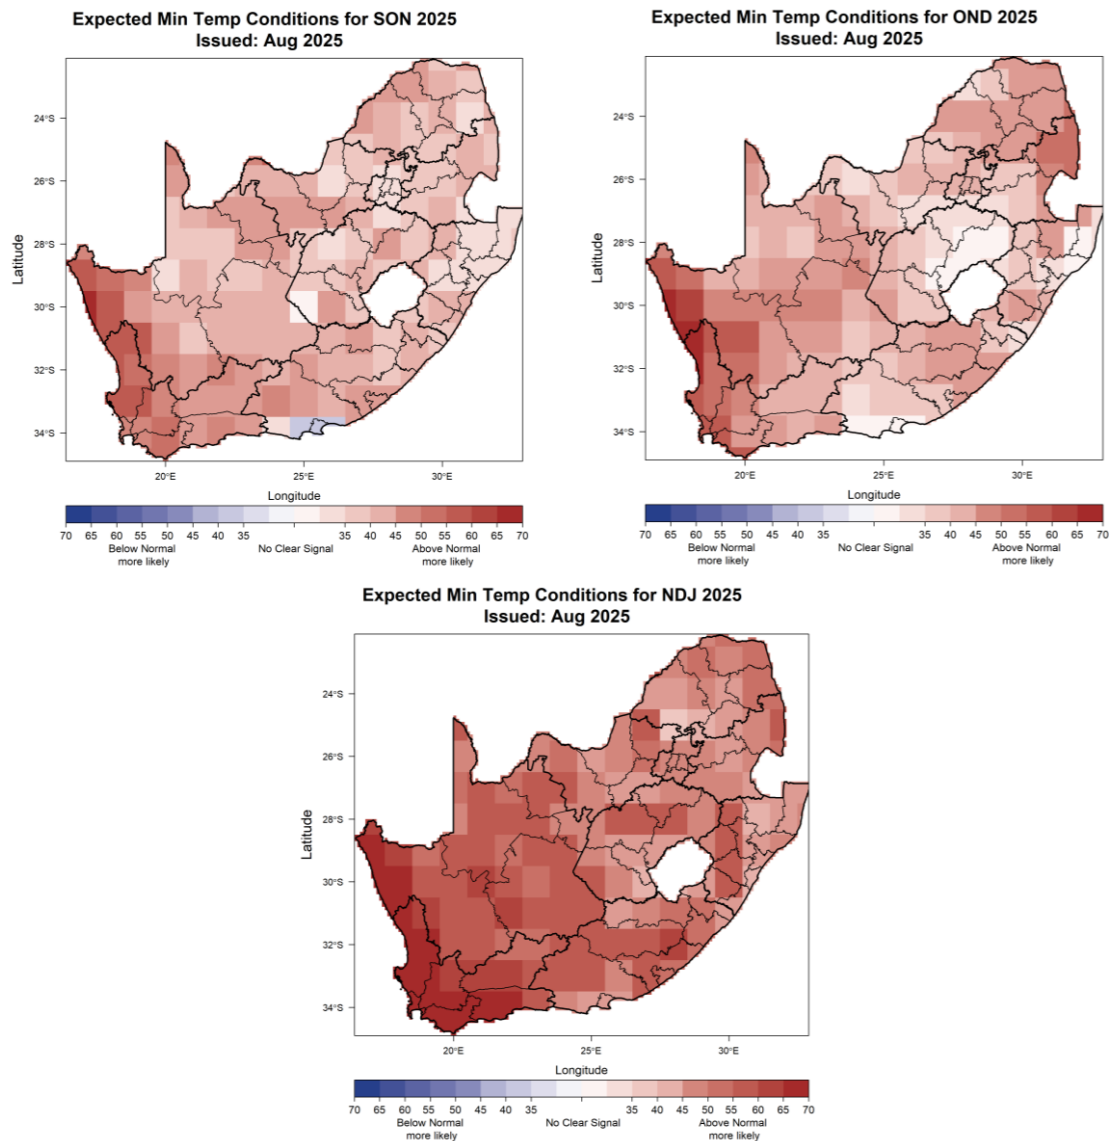 Expected Min Temp Conditions for SON 2025
Issued: Aug 2025
Latitude
24°S
26°S
28°S
30°S
32°S
34°S
20°E
25°E
30°E
Longitude
70 65 60 55 50 45 40 35 35 40 45 50 55 60 65 70
Below Normal more likely
No Clear Signal
Above Normal more likely
Expected Min Temp Conditions for OND 2025
Issued: Aug 2025
Latitude
24°S
26°S
28°S
30°S
32°S
34°S
20°E
25°E
30°E
Longitude
70 65 60 55 50 45 40 35 35 40 45 50 55 60 65 70
Below Normal more likely
No Clear Signal
Above Normal more likely
Expected Min Temp Conditions for NDJ 2025
Issued: Aug 2025
Latitude
24°S
26°S
28°S
30°S
32°S
34°S
20°E
25°E
30°E
Longitude
70 65 60 55 50 45 40 35 35 40 45 50 55 60 65 70
Below Normal more likely
No Clear Signal
Above Normal more likely